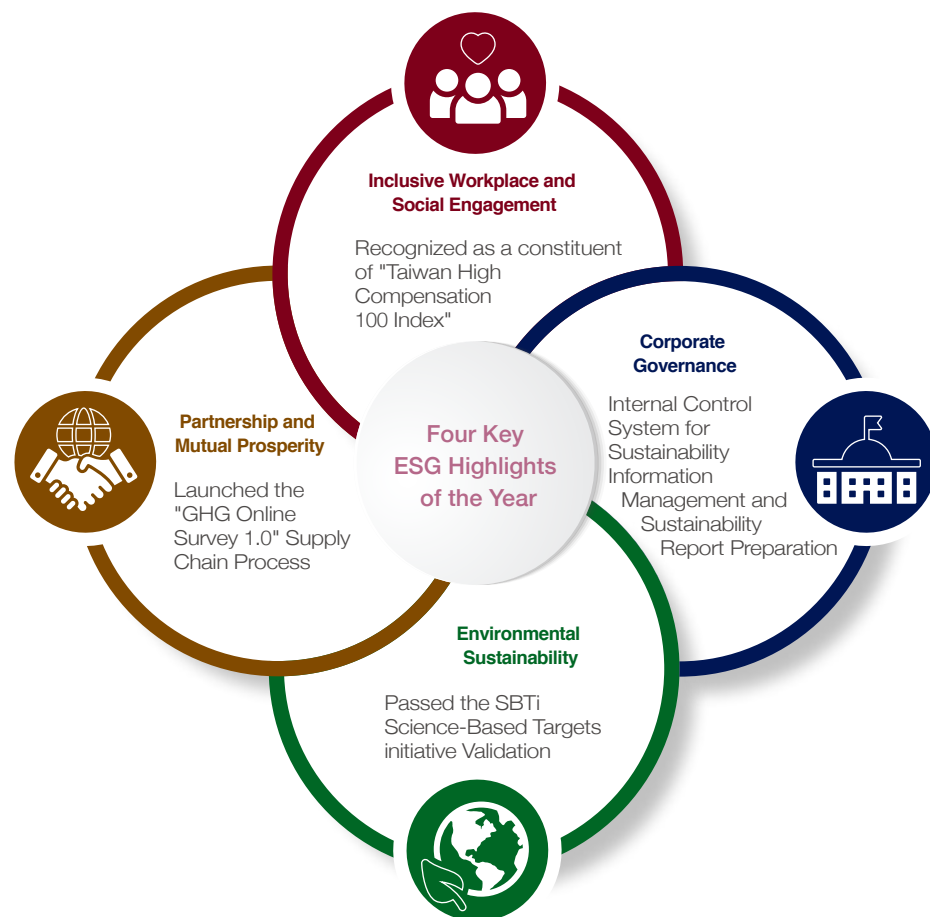 Inclusive Workplace and
Social Engagement
Recognized as a constituent
of "Taiwan High
Compensation
100 Index"
Corporate
Governance
Internal Control
System for
Sustainability
Information
Management and
Sustainability
Report Preparation
Partnership and
Mutual Prosperity
Launched the
"GHG Online
Survey 1.0" Supply
Chain Process
Four Key
ESG Highlights
of the Year
Environmental
Sustainability
Passed the SBTi
Science-Based Targets
initiative Validation